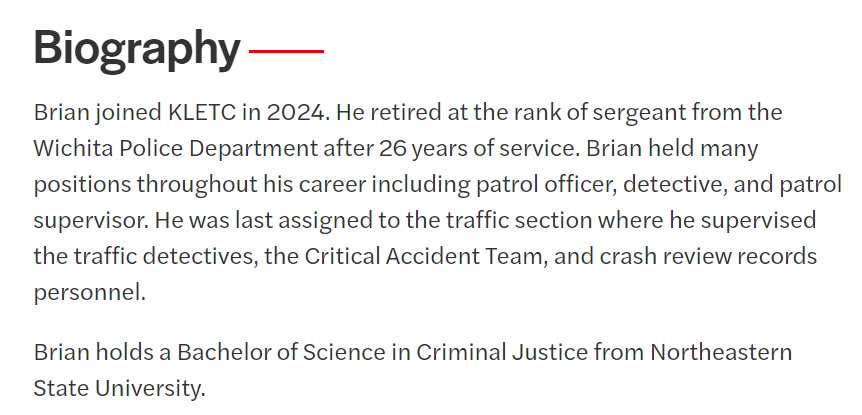 Biography
Brian joined KLETC in 2024. He retired at the rank of sergeant from the
Wichita Police Department after 26 years of service. Brian held many
positions throughout his career including patrol officer, detective, and patrol
supervisor. He was last assigned to the traffic section where he supervised
the traffic detectives, the Critical Accident Team, and crash review records
personnel.
Brian holds a Bachelor of Science in Criminal Justice from Northeastern
State University.